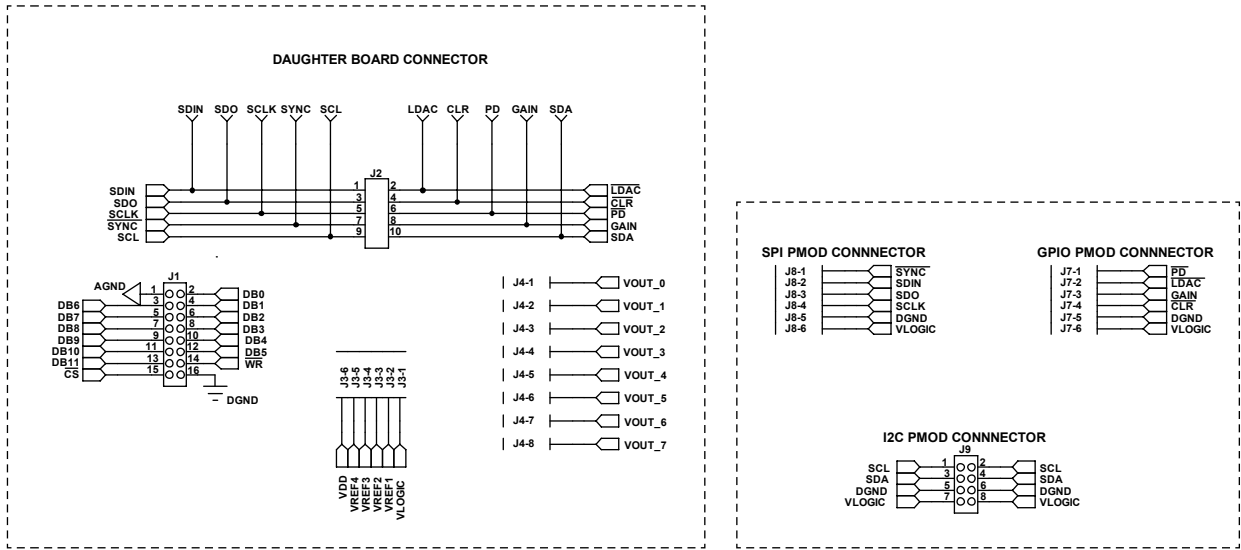 DAUGHTER BOARD CONNECTOR
SDIN SDO SCLK SYNC SCL LDAC CLR PD GAIN SDA
J2
SDIN 1 2 LDAC
SDO 3 4 CLR
SCLK 5 6 PD
SYNC 7 8 GAIN
SCL 9 10 SDA
J1
AGND 1 2 DB0
DB6 3 4 DB1
DB7 5 6 DB2
DB8 7 8 DB3
DB9 9 10 DB4
DB10 11 12 DB5
DB11 13 14 WR
CS 15 16
DGND
J3-6 J3-5 J3-4 J3-3 J3-2 J3-1
VDD VREF4 VREF3 VREF2 VREF1 VLOGIC
J4-1 VOUT_0
J4-2 VOUT_1
J4-3 VOUT_2
J4-4 VOUT_3
J4-5 VOUT_4
J4-6 VOUT_5
J4-7 VOUT_6
J4-8 VOUT_7
SPI PMOD CONNNECTOR
J8-1 SYNC
J8-2 SDIN
J8-3 SDO
J8-4 SCLK
J8-5 DGND
J8-6 VLOGIC
GPIO PMOD CONNNECTOR
J7-1 PD
J7-2 LDAC
J7-3 GAIN
J7-4 CLR
J7-5 DGND
J7-6 VLOGIC
I2C PMOD CONNNECTOR
J9
SCL 1 2 SCL
SDA 3 4 SDA
DGND 5 6 DGND
VLOGIC 7 8 VLOGIC